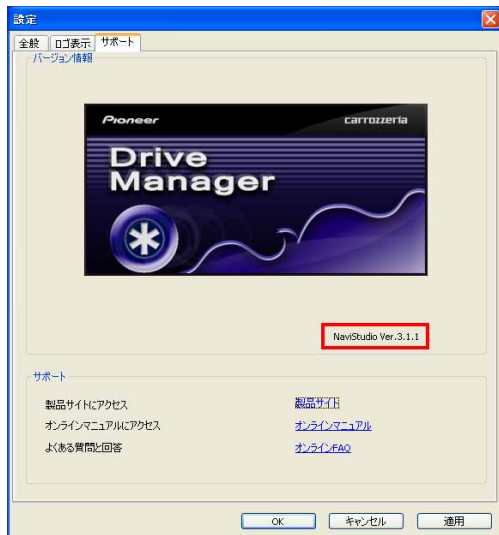 設定
全般 ロゴ表示 サポート
バージョン情報
Pioneer carrozzeria
Drive
Manager
NaviStudio Ver.3.1.1
サポート
製品サイトにアクセス 製品サイト
オンラインマニュアルにアクセス オンラインマニュアル
よくある質問と回答 オンラインFAQ
OK キャンセル 適用